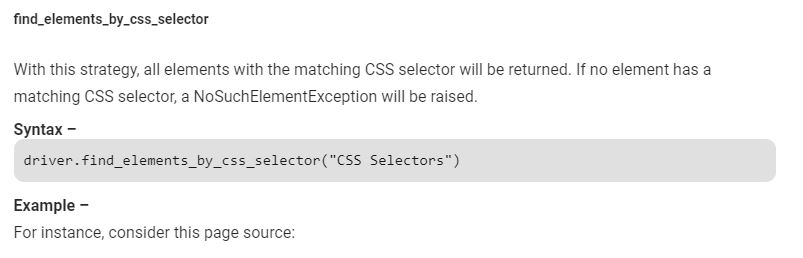 find_elements_by_css_selector
With this strategy, all elements with the matching CSS selector will be returned. If no element has a
matching CSS selector, a NoSuchElementException will be raised.
Syntax –
driver.find_elements_by_css_selector("CSS Selectors")
Example –
For instance, consider this page source: